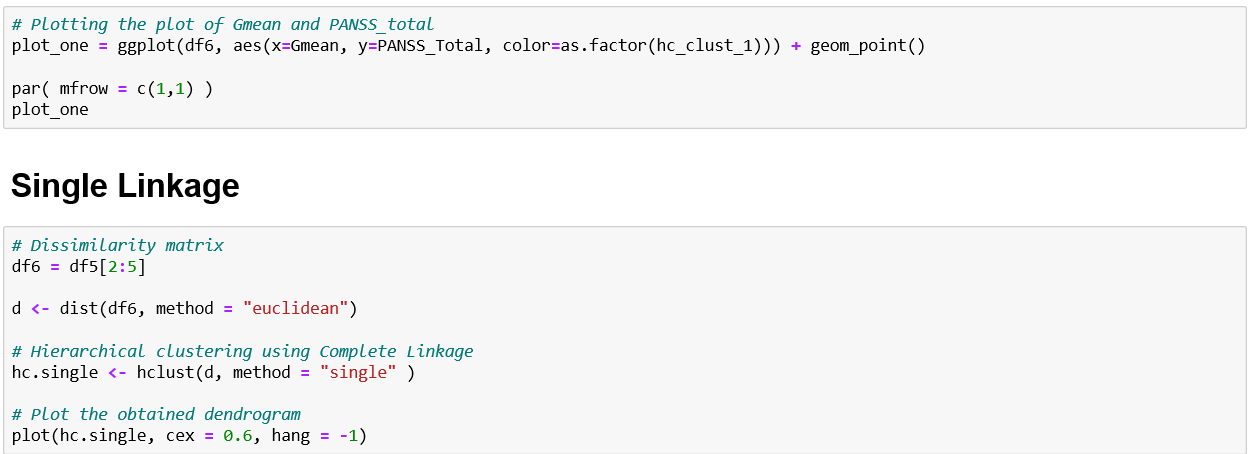 # Plotting the plot of Gmean and PANSS_total
plot_one = ggplot(df6, aes(x=Gmean, y=PANSS_Total, color=as.factor(hc_clust_1))) + geom_point()
par( mfrow = c(1,1) )
plot_one
Single Linkage
# Dissimilarity matrix
df6 = df5[2:5]
d <- dist(df6, method = "euclidean")
# Hierarchical clustering using Complete Linkage
hc.single <- hclust(d, method = "single" )
# Plot the obtained dendrogram
plot(hc.single, cex = 0.6, hang = -1)